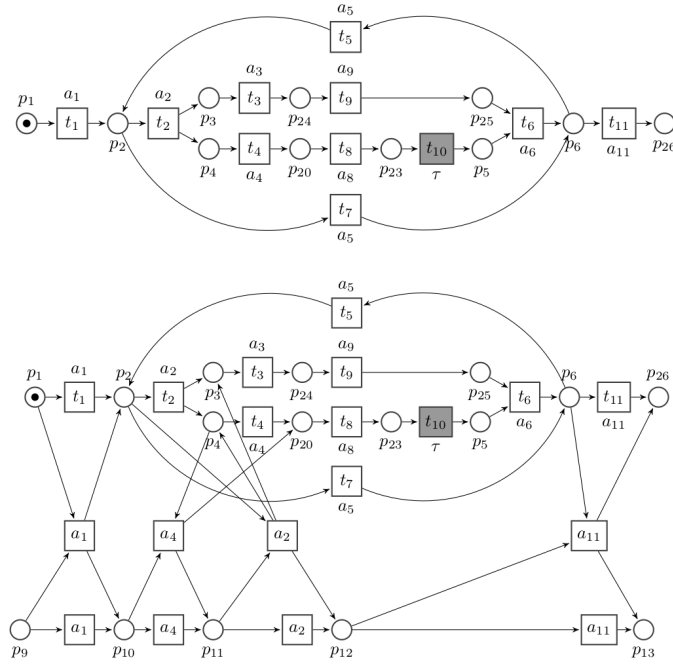 a₅
t₅
a₃ a₉
p₁ a₁ a₂
t₁ t₂ p₃ t₃ p₂₄ t₉ p₂₅ t₆ t₁₁
p₂ p₆ p₂₆
p₄ t₄ p₂₀ t₈ p₂₃ t₁₀ p₅ a₆ a₁₁
a₄ a₈ τ
t₇
a₅
a₅
t₅
p₁ a₁ p₂ a₂ a₃ a₉ p₆ p₂₆
t₁ t₂ p₃ t₃ p₂₄ t₉ p₂₅ t₆ t₁₁
p₄ t₄ p₂₀ t₈ p₂₃ t₁₀ p₅ a₆ a₁₁
a₄ a₈ τ
t₇
a₅
a₁ a₄ a₂ a₁₁
a₁ a₄ a₂ a₁₁
p₉ p₁₀ p₁₁ p₁₂ p₁₃